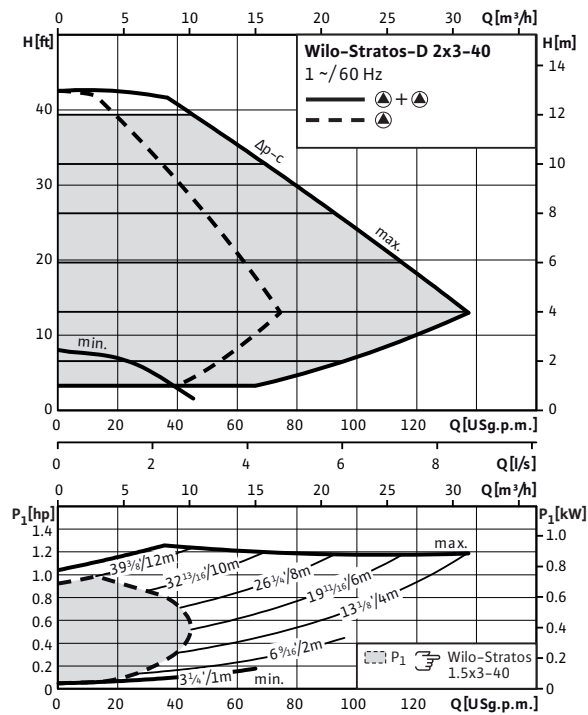 0 5 10 15 20 25 30 Q[m³/h]
H[ft]
H[m]
Wilo-Stratos-D 2x3-40
1 ~/60 Hz
+
40
30
20
10
0
14
12
10
8
6
4
2
0
Δp-c
max.
min.
0 20 40 60 80 100 120 Q[USg.p.m.]
0 2 4 6 8 Q[l/s]
0 5 10 15 20 25 30 Q[m³/h]
P₁[hp]
P₁[kW]
1.4
1.2
1.0
0.8
0.6
0.4
0.2
0
1.0
0.8
0.6
0.4
0.2
0
max.
39³⁄₈'/12m
32¹³⁄₁₆'/10m
26¹⁄₄'/8m
19¹¹⁄₁₆'/6m
13¹⁄₈'/4m
6⁹⁄₁₆'/2m
3¹⁄₄'/1m
min.
P₁ Wilo-Stratos
1.5x3-40
0 20 40 60 80 100 120 Q[USg.p.m.]